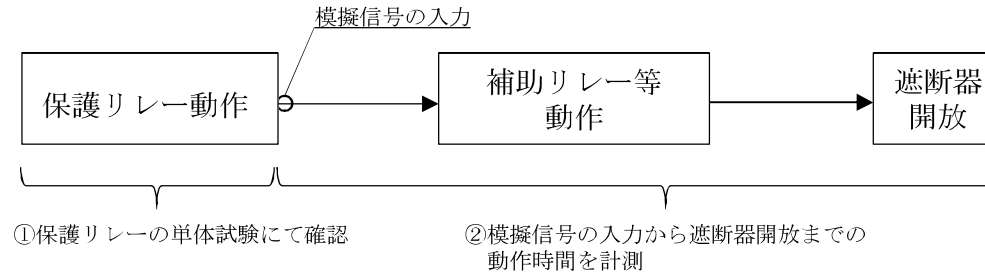 模擬信号の入力
保護リレー動作
補助リレー等
動作
遮断器
開放
①保護リレーの単体試験にて確認
②模擬信号の入力から遮断器開放までの
動作時間を計測